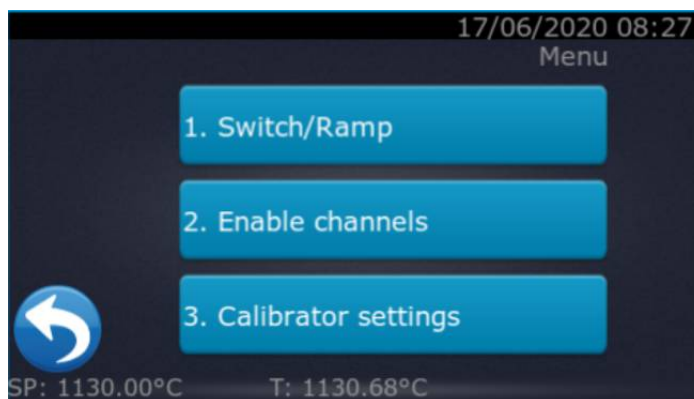 17/06/2020 08:27
Menu
1. Switch/Ramp
2. Enable channels
3. Calibrator settings
SP: 1130.00°C T: 1130.68°C